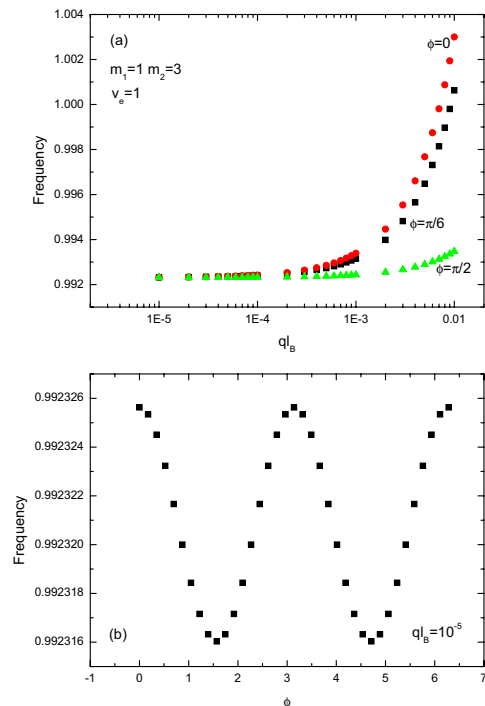 (a)
m₁=1 m₂=3
vₑ=1
ϕ=0
ϕ=π/6
ϕ=π/2
Frequency
1.004
1.002
1.000
0.998
0.996
0.994
0.992
1E-5 1E-4 1E-3 0.01
ql_B
0.992326
0.992324
0.992322
0.992320
0.992318
0.992316
Frequency
(b)
ql_B=10⁻⁵
-1 0 1 2 3 4 5 6 7
ϕ